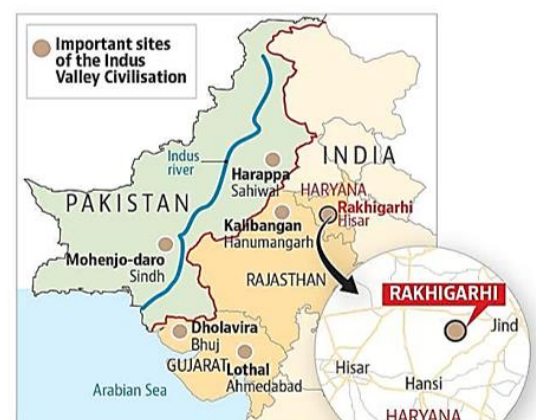 Important sites
of the Indus
Valley Civilisation
Indus
river
INDIA
Harappa
Sahiwal
HARYANA
PAKISTAN
Rakhigarhi
Hisar
Kalibangan
Hanumangarh
Mohenjo-daro
Sindh
RAJASTHAN
RAKHIGARHI
Jind
Dholavira
Bhuj
GUJARAT
Lothal
Ahmedabad
Hisar
Hansi
Arabian Sea
HARYANA